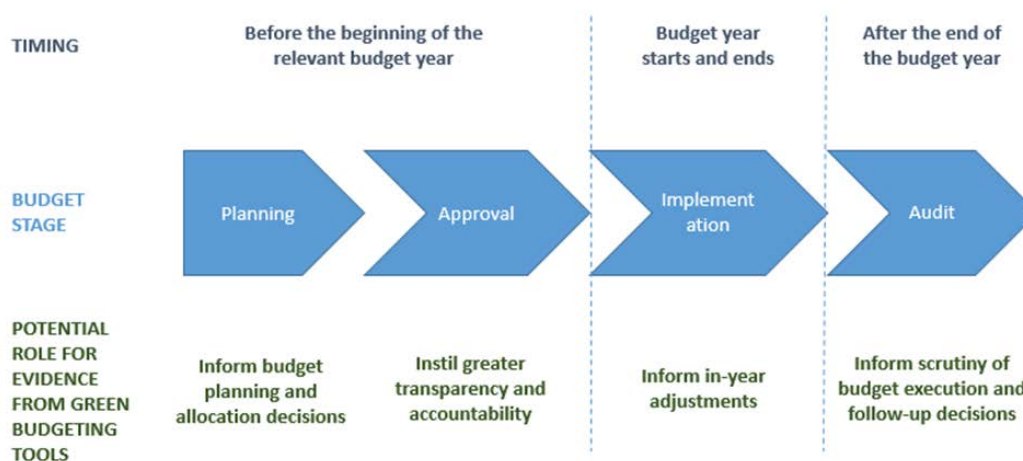 TIMING
Before the beginning of the
relevant budget year
Budget year
starts and ends
After the end of
the budget year
BUDGET
STAGE
Planning
Approval
Implement
ation
Audit
POTENTIAL
ROLE FOR
EVIDENCE
FROM GREEN
BUDGETING
TOOLS
Inform budget
planning and
allocation decisions
Instil greater
transparency and
accountability
Inform in-year
adjustments
Inform scrutiny of
budget execution and
follow-up decisions